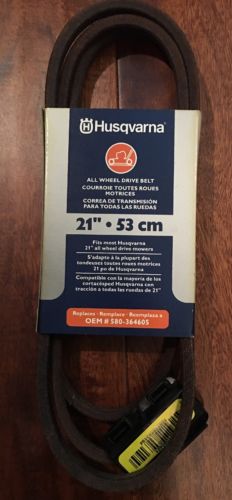 Husqvarna
ALL WHEEL DRIVE BELT
COURROIE TOUTES ROUES
MOTRICES
CORREA DE TRANSMISIÓN
PARA TODAS LAS RUEDAS
21" • 53 cm
Fits most Husqvarna
21" all wheel drive mowers
S'adapte à la plupart des
tondeuses toutes roues motrices
21 po de Husqvarna
Compatible con la mayoría de los
cortacésped Husqvarna con
tracción a todas las ruedas de 21"
Replaces • Remplace • Reemplaza a
OEM # 580-364605